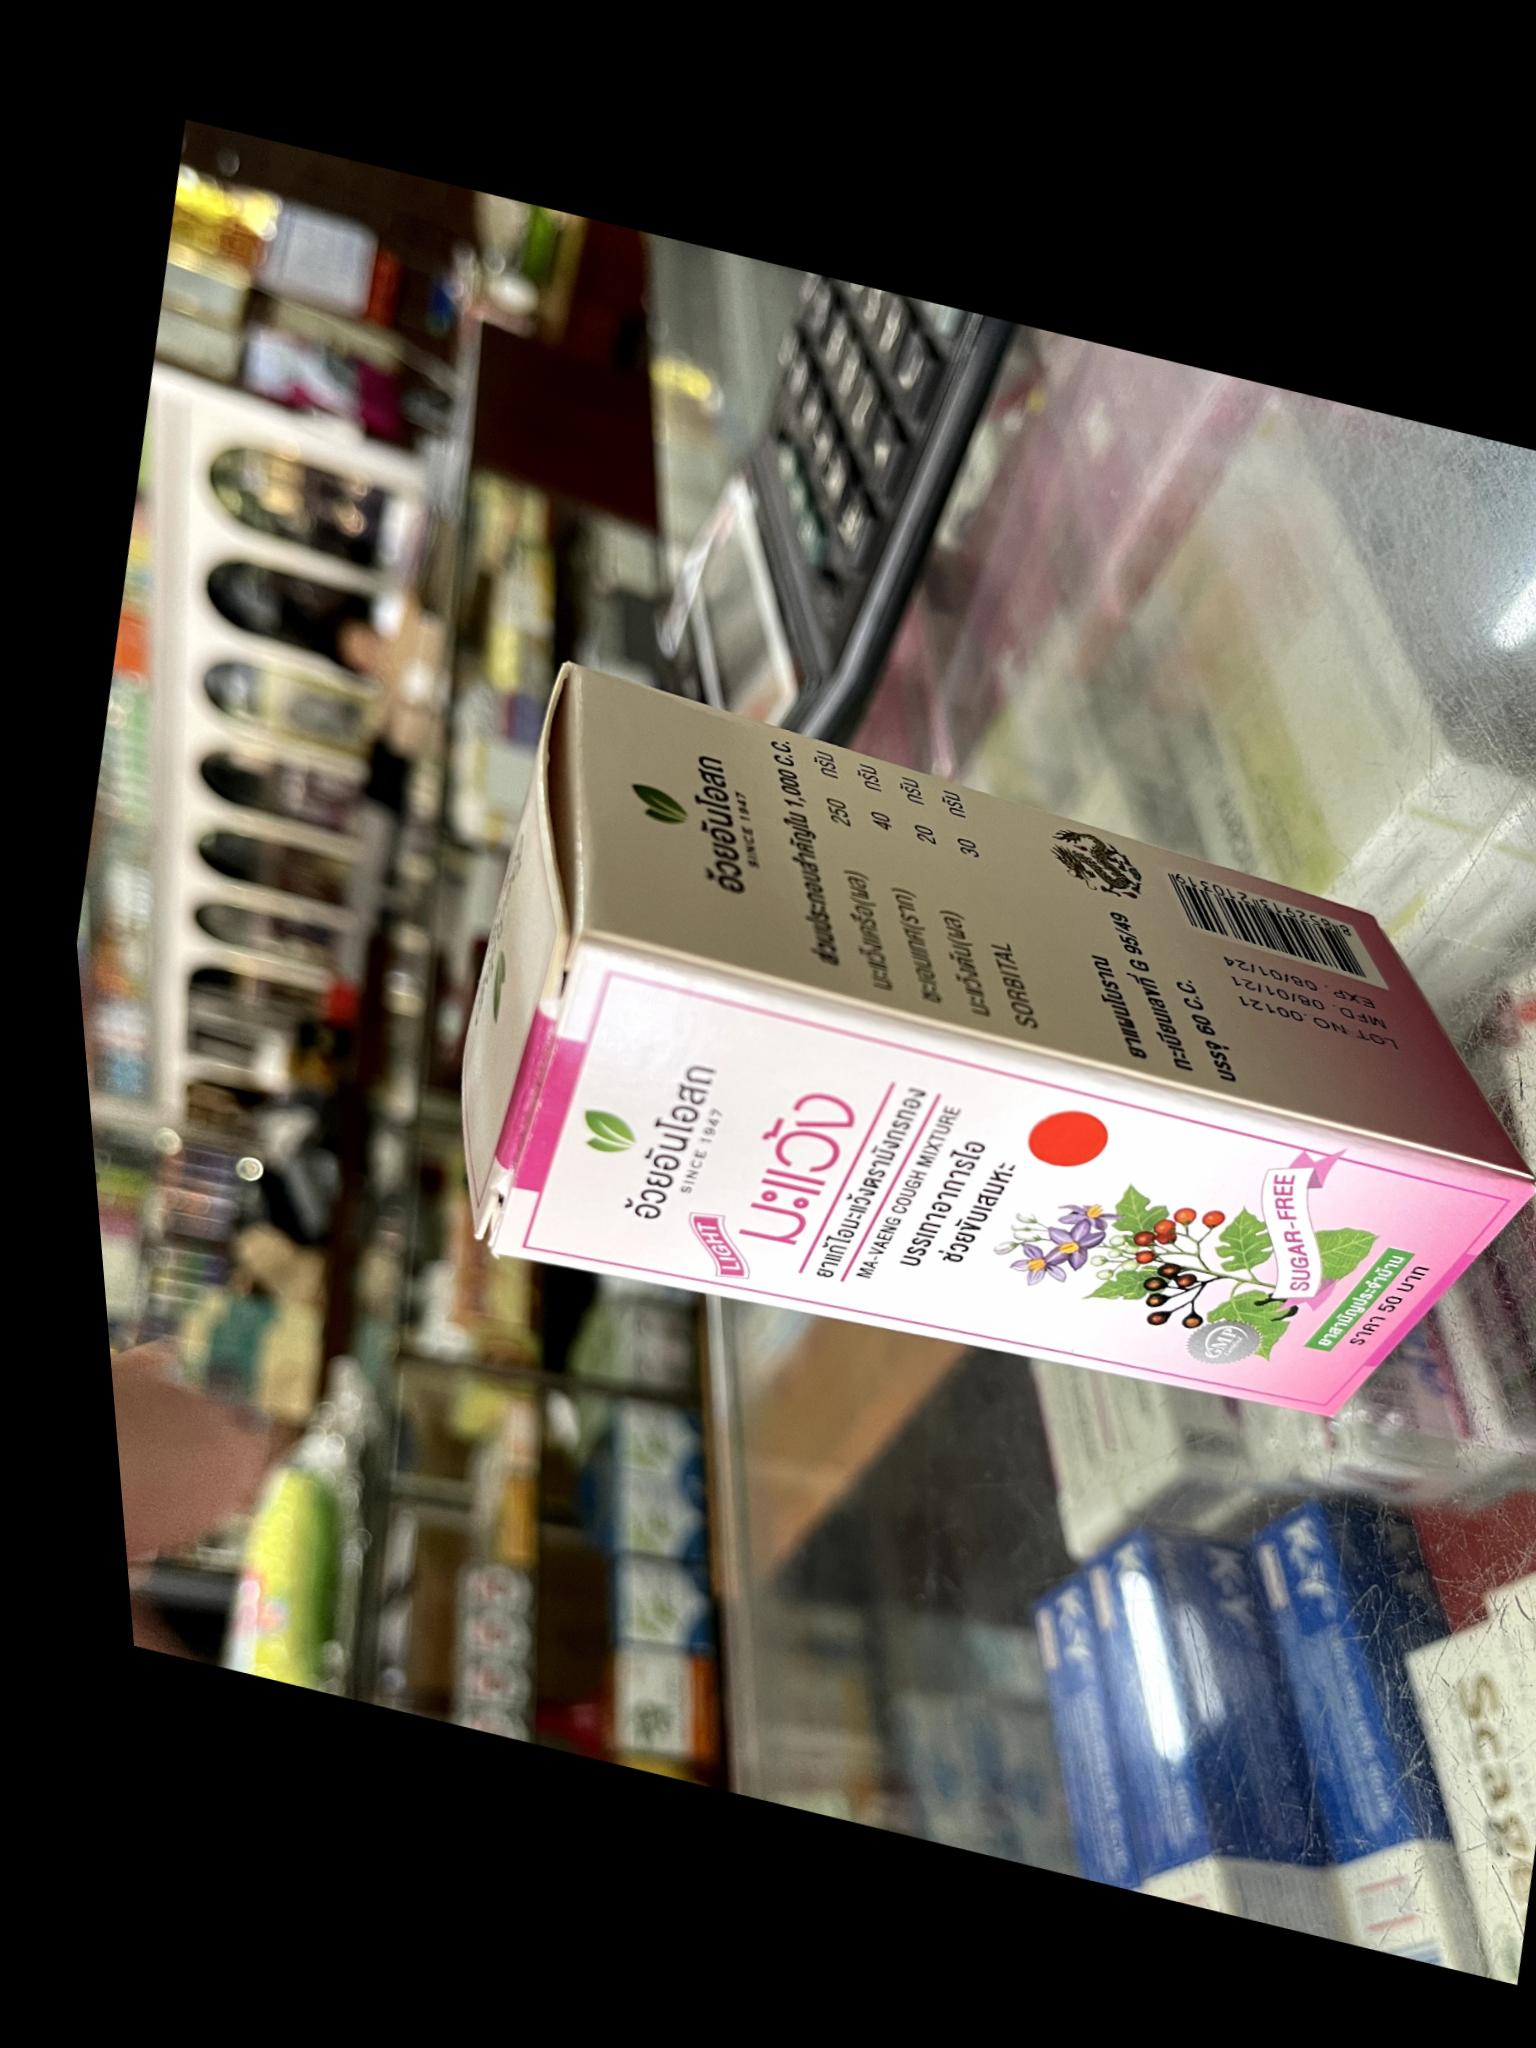 อ้วยอันโอสถ
SINCE 1947
LIGHT
มะแว้ง
ยาแก้ไอมะแว้งตรามังกรทอง
MA-VAENG COUGH MIXTURE
บรรเทาอาการไอ
ช่วยขับเสมหะ
SUGAR-FREE
GMP
ยาสามัญประจำบ้าน
ราคา 50 บาท
อ้วยอันโอสถ
SINCE 1947
ส่วนประกอบสำคัญใน 1,000 C.C.
มะแว้งเครือ(ผล) 250 กรัม
ชะเอมเทศ(ราก) 40 กรัม
มะแว้งต้น(ผล) 20 กรัม
SORBITAL 30 กรัม
ยาแผนโบราณ
ทะเบียนเลขที่ G 95/49
บรรจุ 60 C.C.
LOT NO.00121
MFD. 08/01/21
EXP. 08/01/24
K-Y
K-Y
K-Y
K-Y